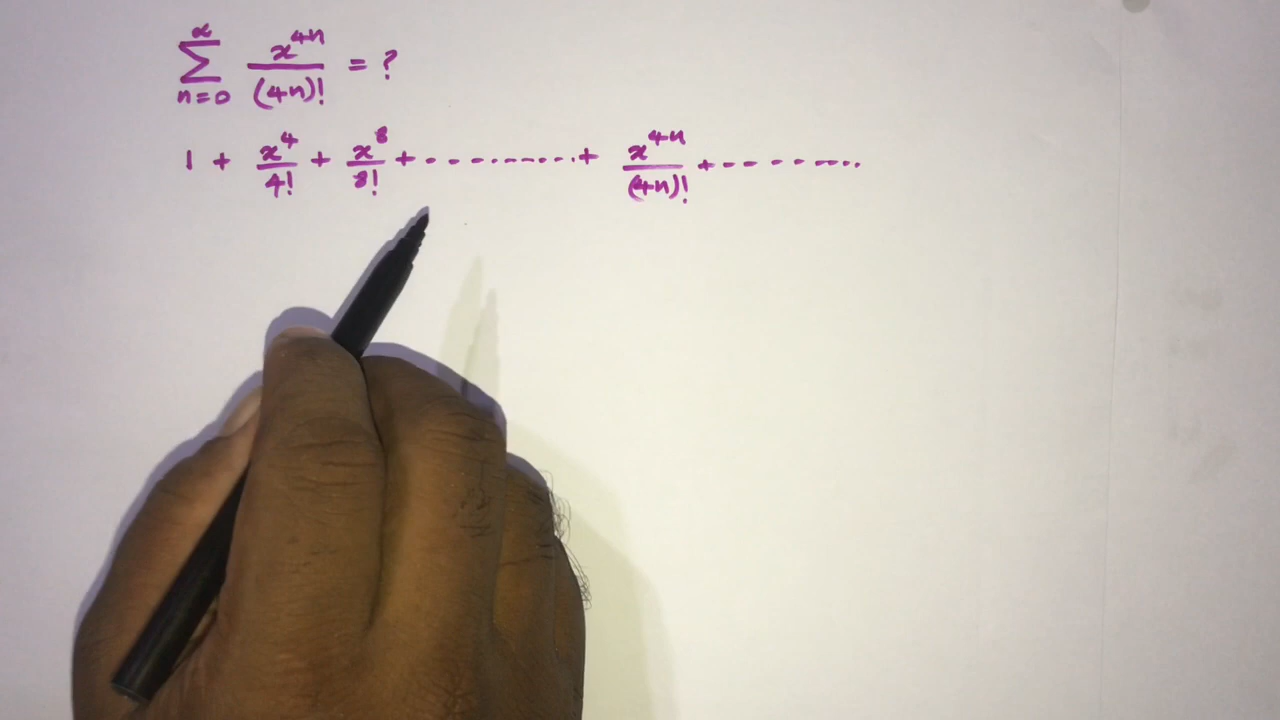 ∑_{n=0}^{∞} x^{4n}/(4n)! = ?
1 + x^4/4! + x^8/8! + .......... + x^{4n}/(4n)! + ........